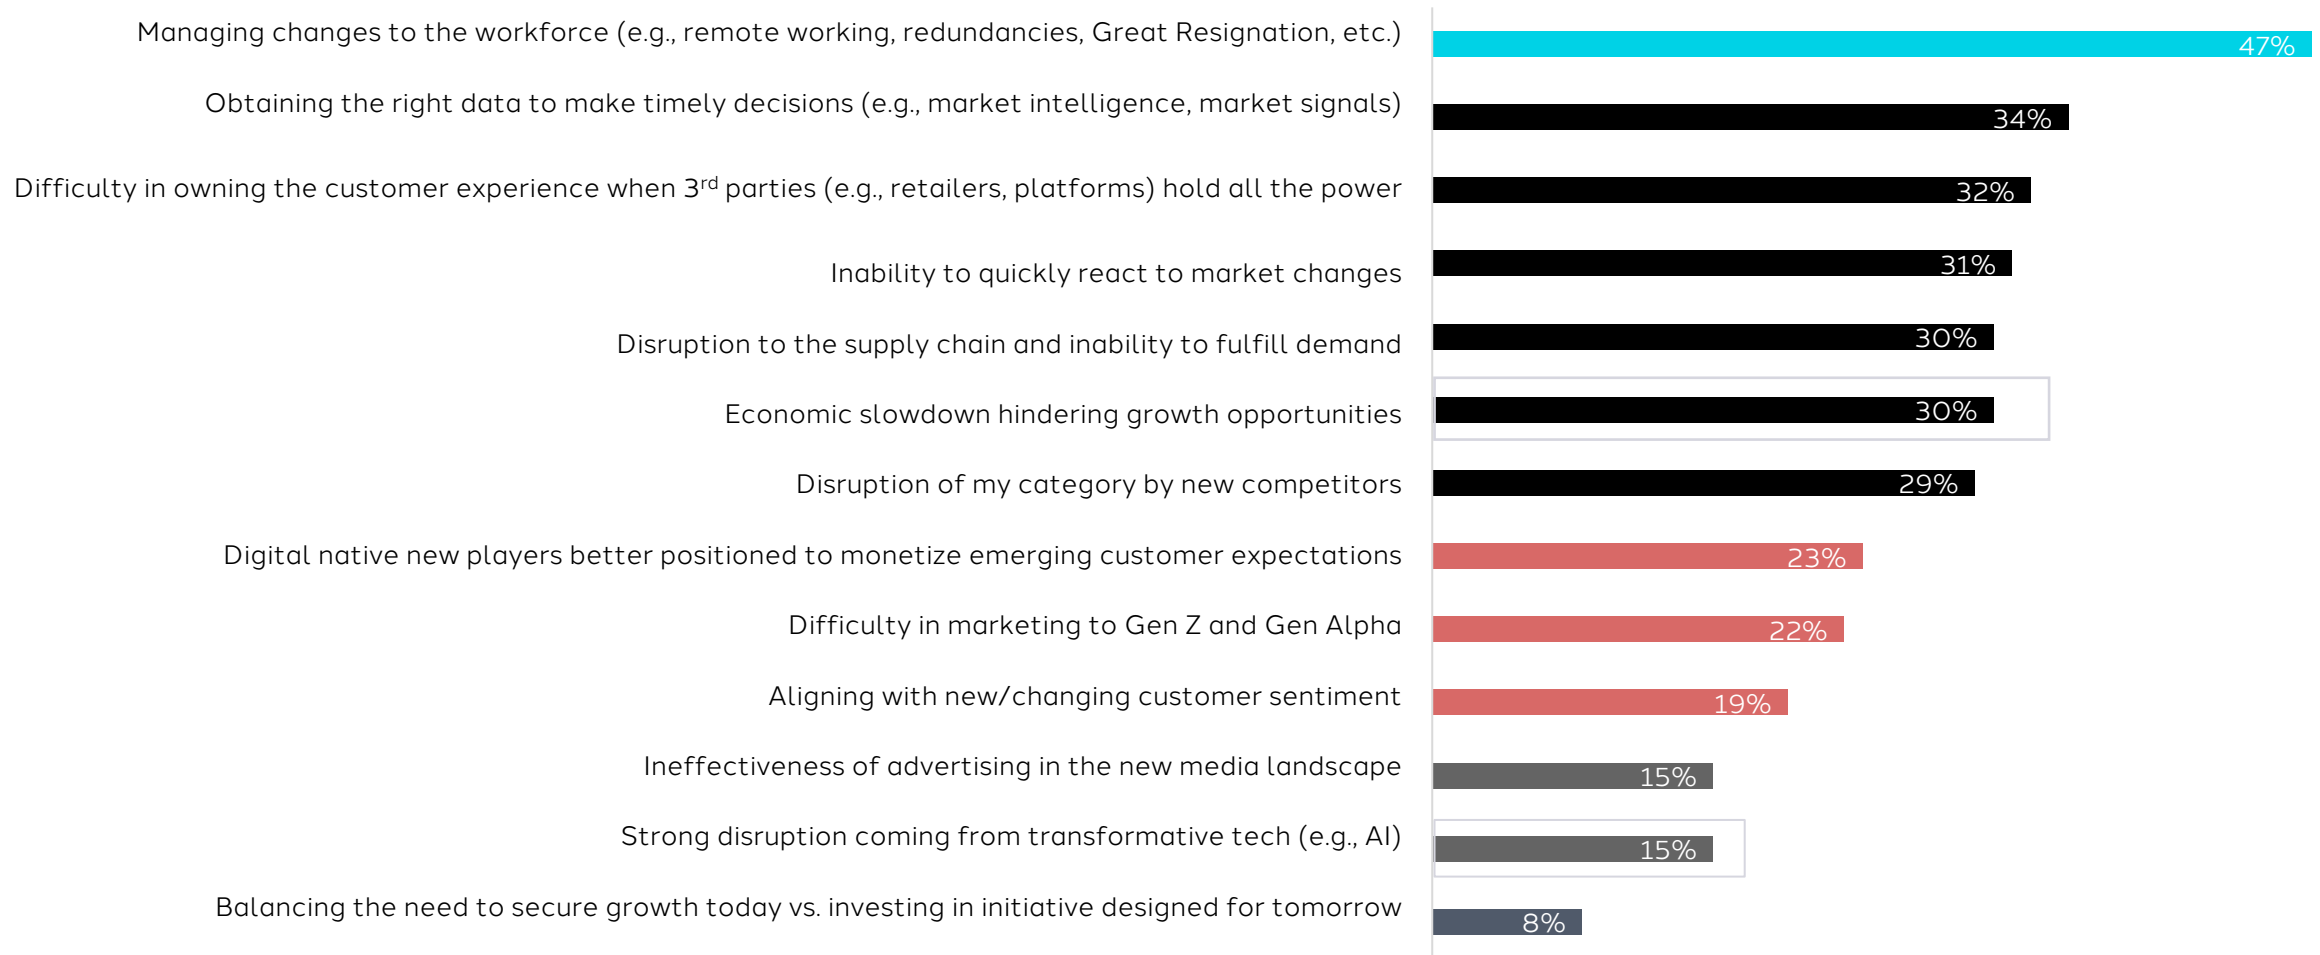 Managing changes to the workforce (e.g., remote working, redundancies, Great Resignation, etc.)
47%
Obtaining the right data to make timely decisions (e.g., market intelligence, market signals)
34%
Difficulty in owning the customer experience when 3rd parties (e.g., retailers, platforms) hold all the power
32%
Inability to quickly react to market changes
31%
Disruption to the supply chain and inability to fulfill demand
30%
Economic slowdown hindering growth opportunities
30%
Disruption of my category by new competitors
29%
Digital native new players better positioned to monetize emerging customer expectations
23%
Difficulty in marketing to Gen Z and Gen Alpha
22%
Aligning with new/changing customer sentiment
19%
Ineffectiveness of advertising in the new media landscape
15%
Strong disruption coming from transformative tech (e.g., AI)
15%
Balancing the need to secure growth today vs. investing in initiative designed for tomorrow
8%